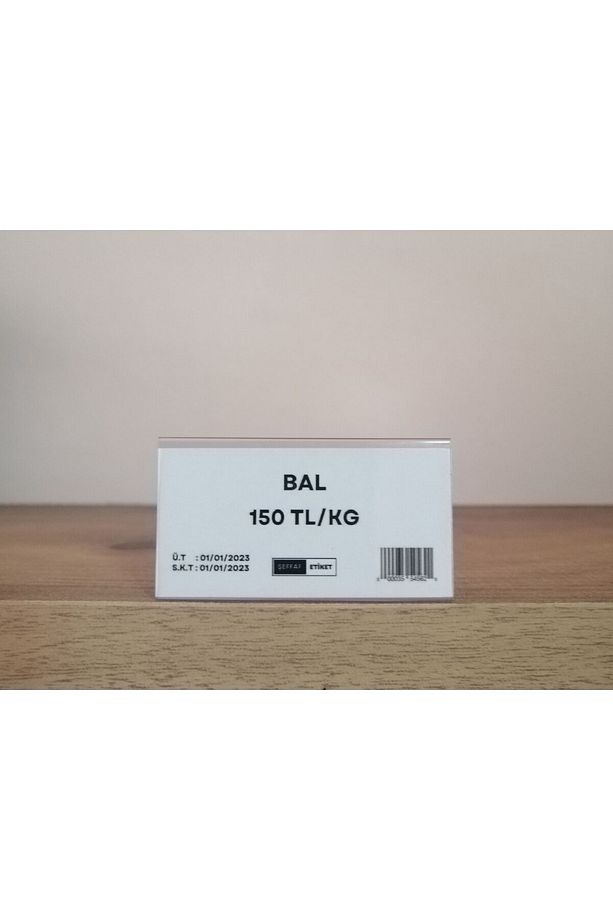 BAL
150 TL/KG
Ü.T : 01/01/2023
S.K.T : 01/01/2023
ŞEFFAF ETİKET